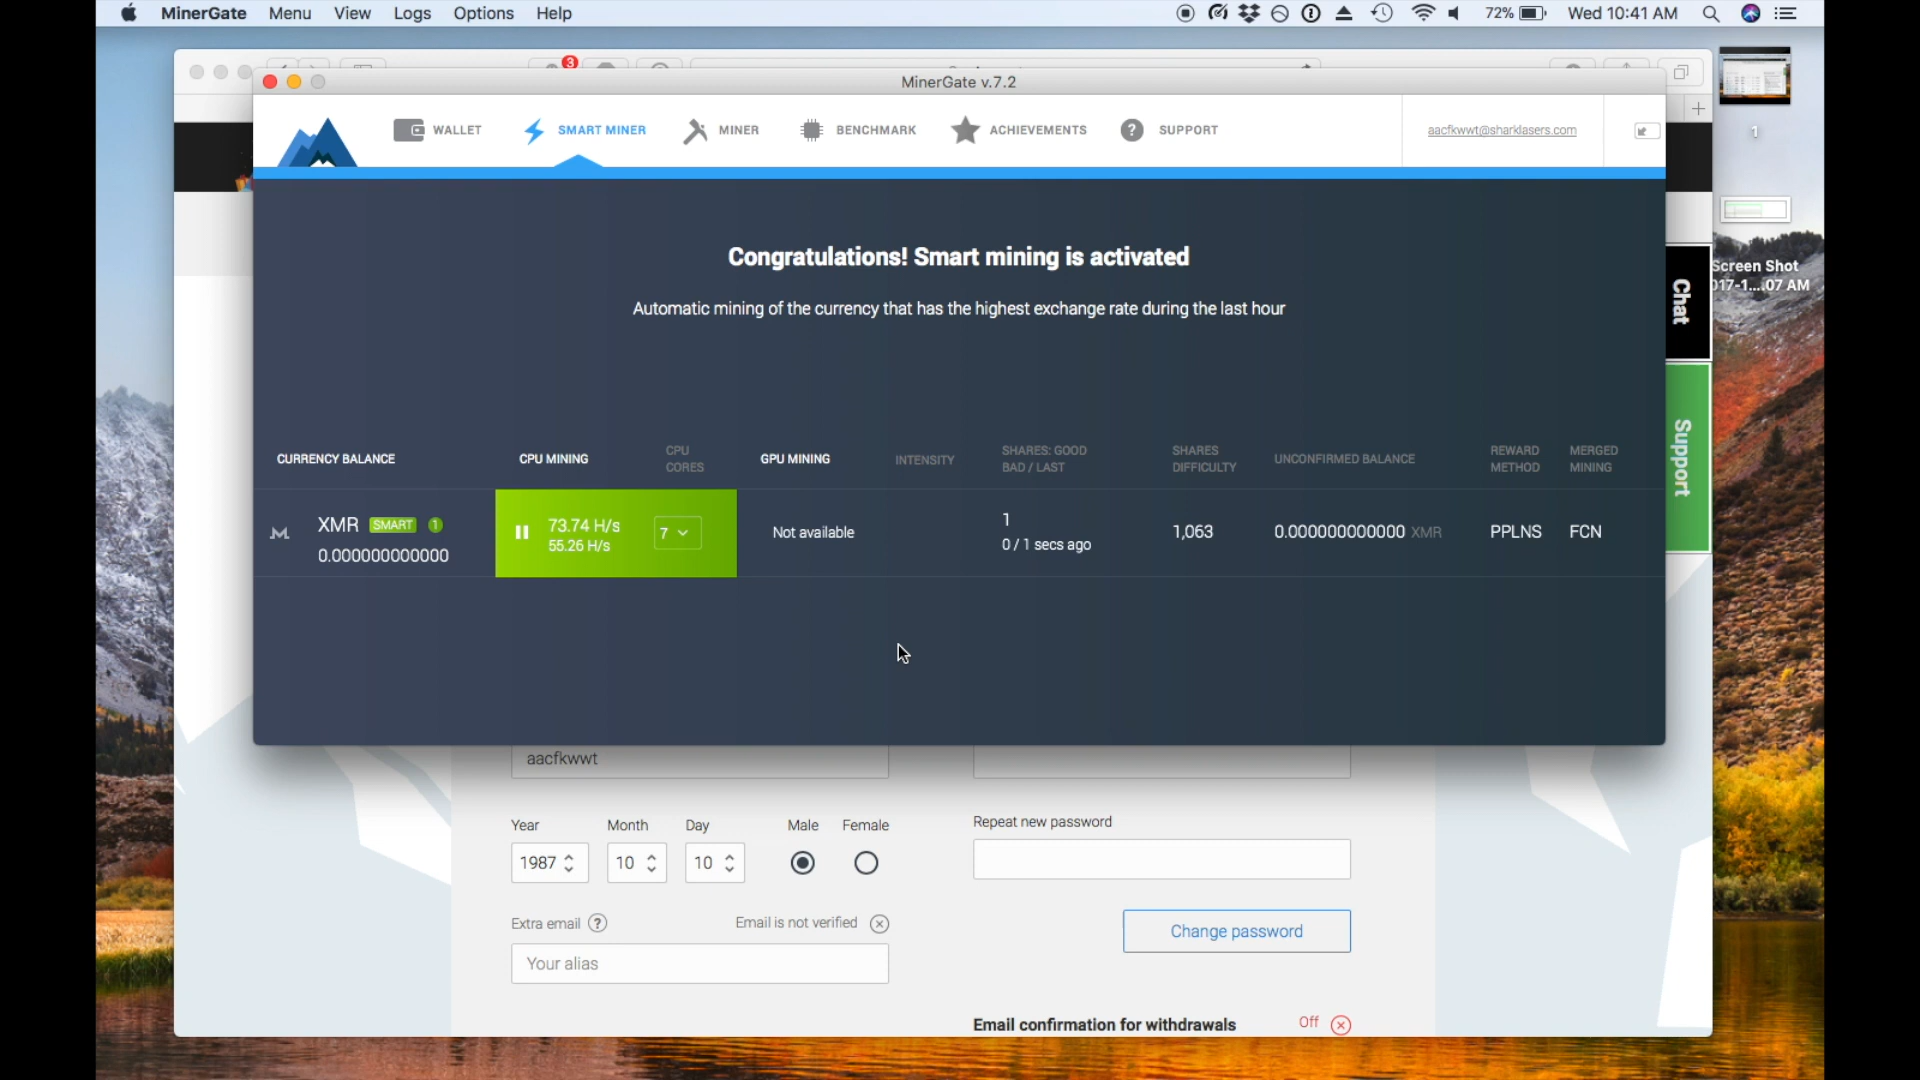 MinerGate Menu View Logs Options Help 72% Wed 10:41 AM
3
MinerGate v.7.2
WALLET SMART MINER MINER BENCHMARK ACHIEVEMENTS ? SUPPORT aacfkwwt@sharklasers.com
1
Congratulations! Smart mining is activated
Automatic mining of the currency that has the highest exchange rate during the last hour
Screen Shot
017-1....07 AM
Chat
Support
CURRENCY BALANCE CPU MINING CPU CORES GPU MINING INTENSITY SHARES: GOOD BAD / LAST SHARES DIFFICULTY UNCONFIRMED BALANCE REWARD METHOD MERGED MINING
XMR SMART 1
0.000000000000
73.74 H/s
55.26 H/s
7
Not available
1
0 / 1 secs ago
1,063
0.000000000000 XMR
PPLNS
FCN
aacfkwwt
Year Month Day Male Female
1987 10 10
Repeat new password
Extra email ? Email is not verified
Your alias
Change password
Email confirmation for withdrawals Off